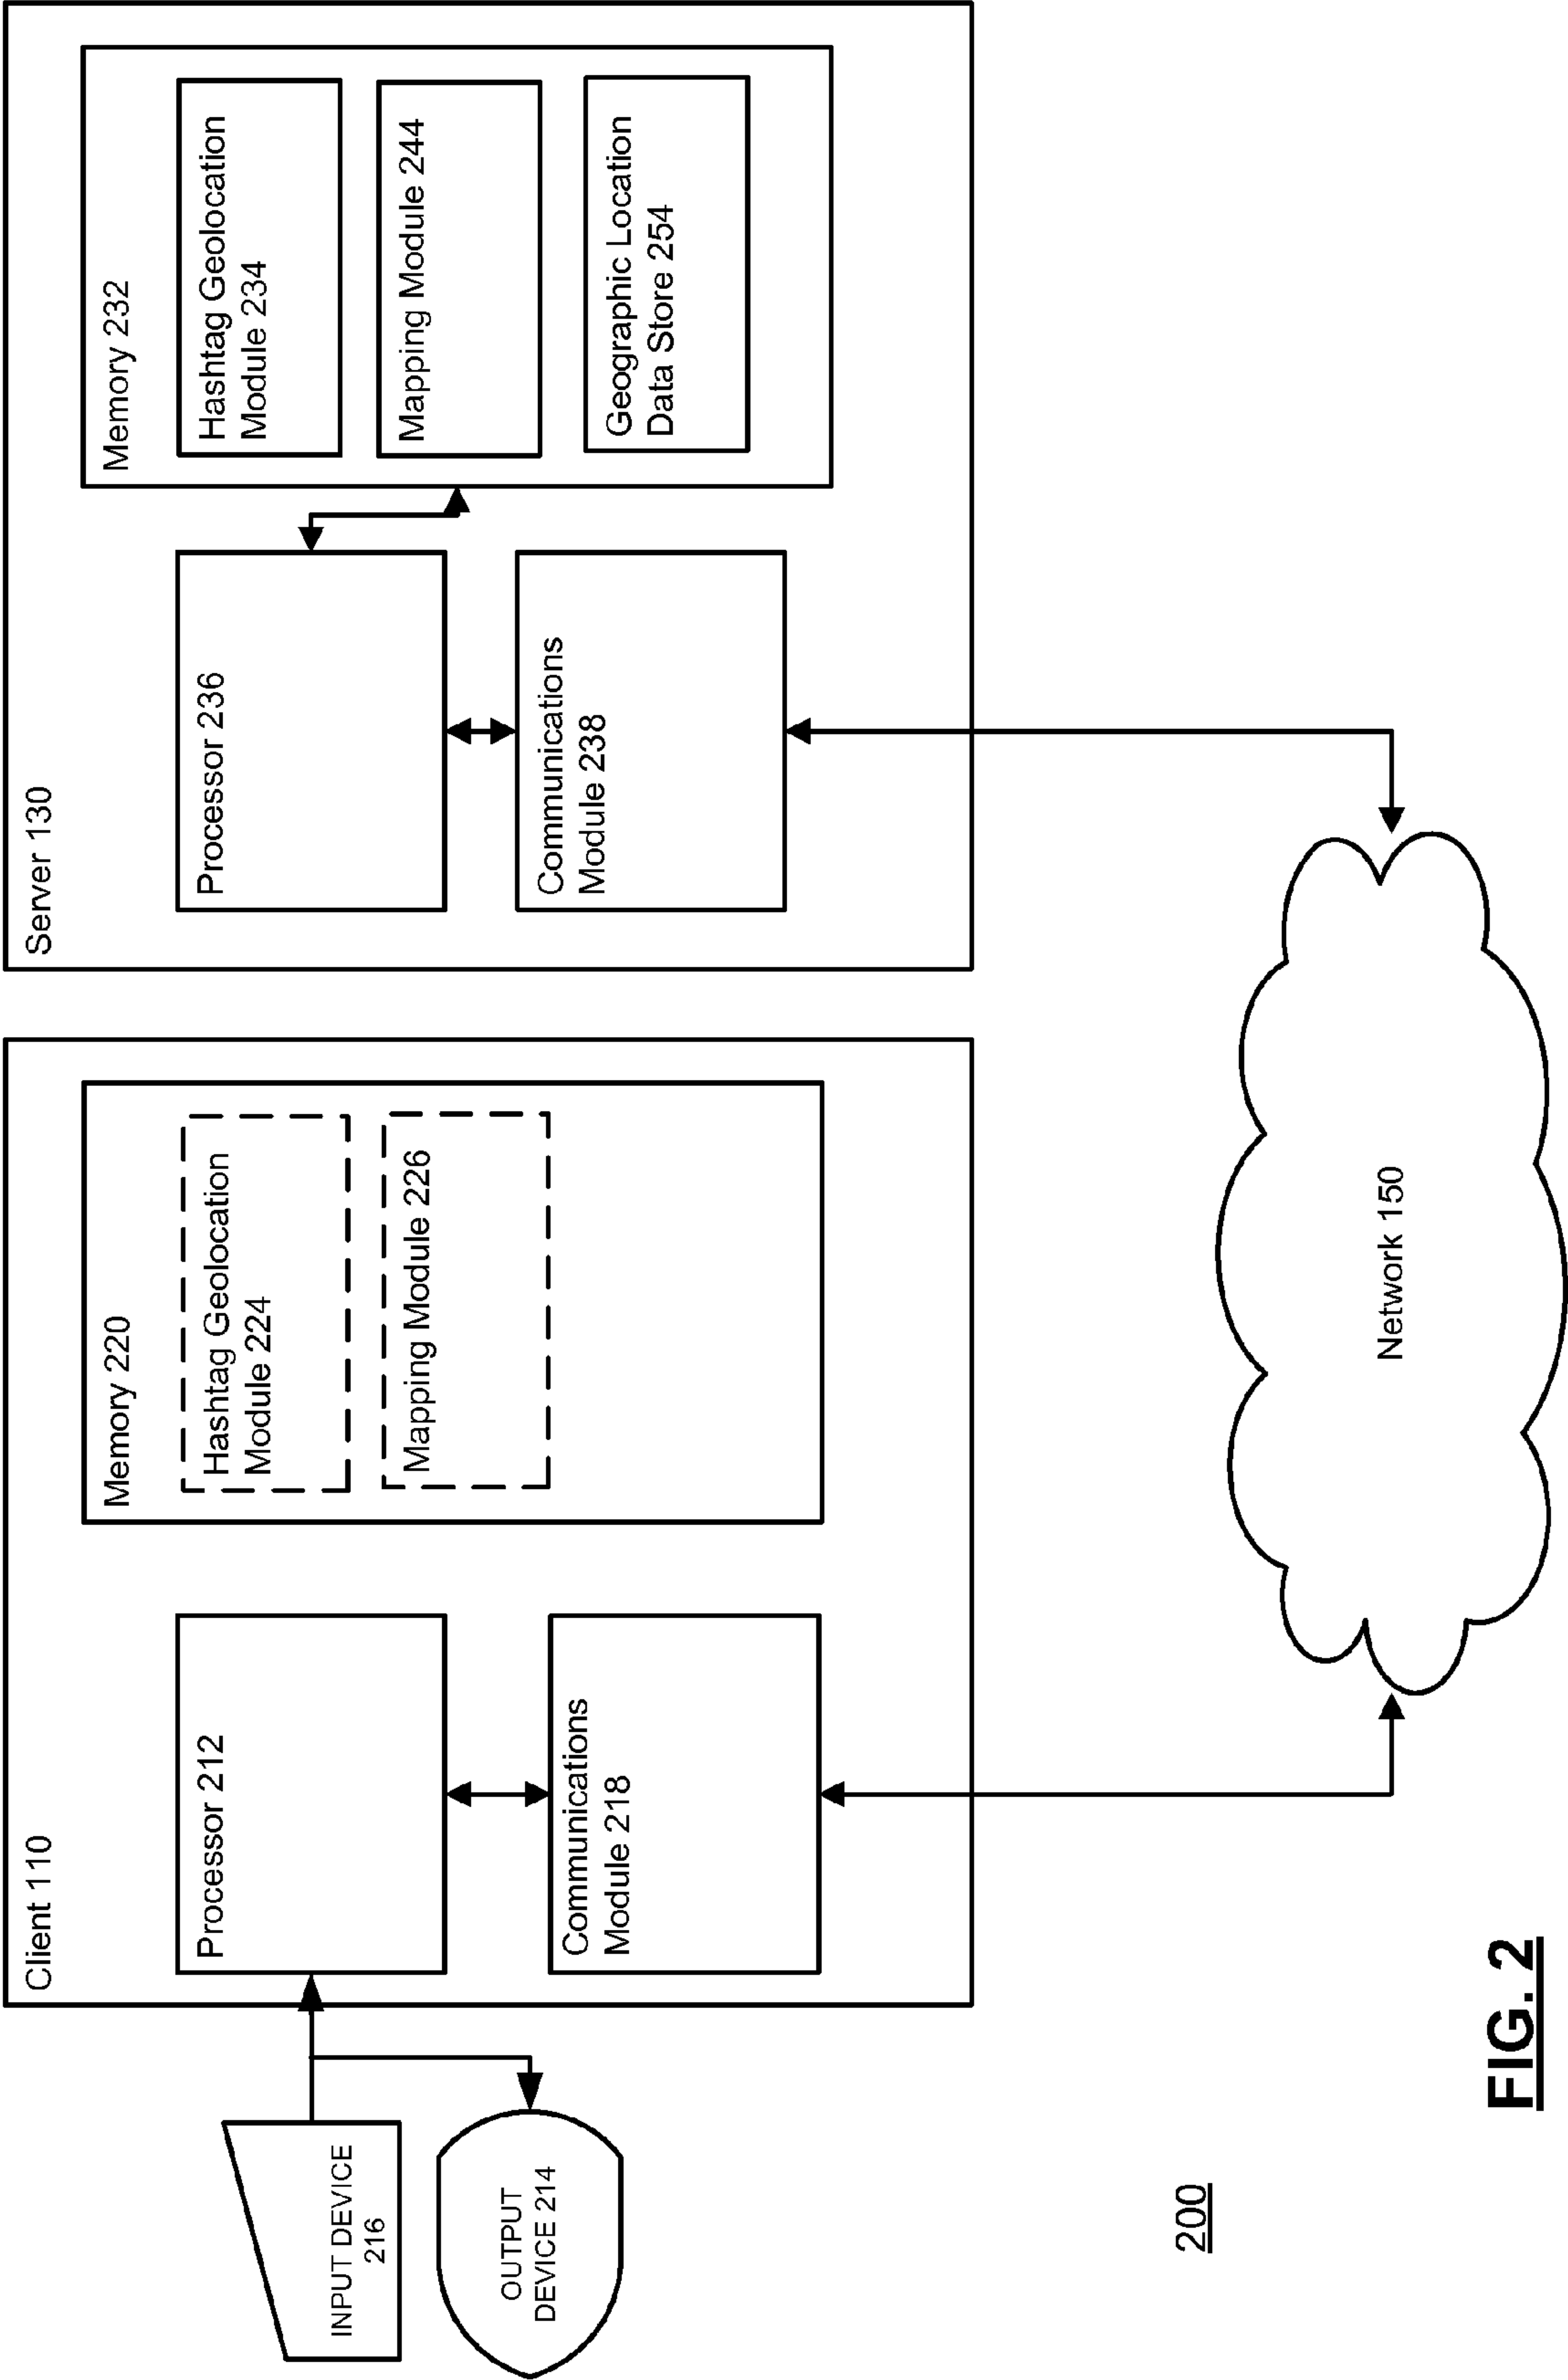 Client 110
Server 130
INPUT DEVICE
216
OUTPUT
DEVICE 214
Processor 212
Communications
Module 218
Memory 220
Hashtag Geolocation
Module 224
Mapping Module 226
Processor 236
Communications
Module 238
Memory 232
Hashtag Geolocation
Module 234
Mapping Module 244
Geographic Location
Data Store 254
Network 150
200
FIG. 2